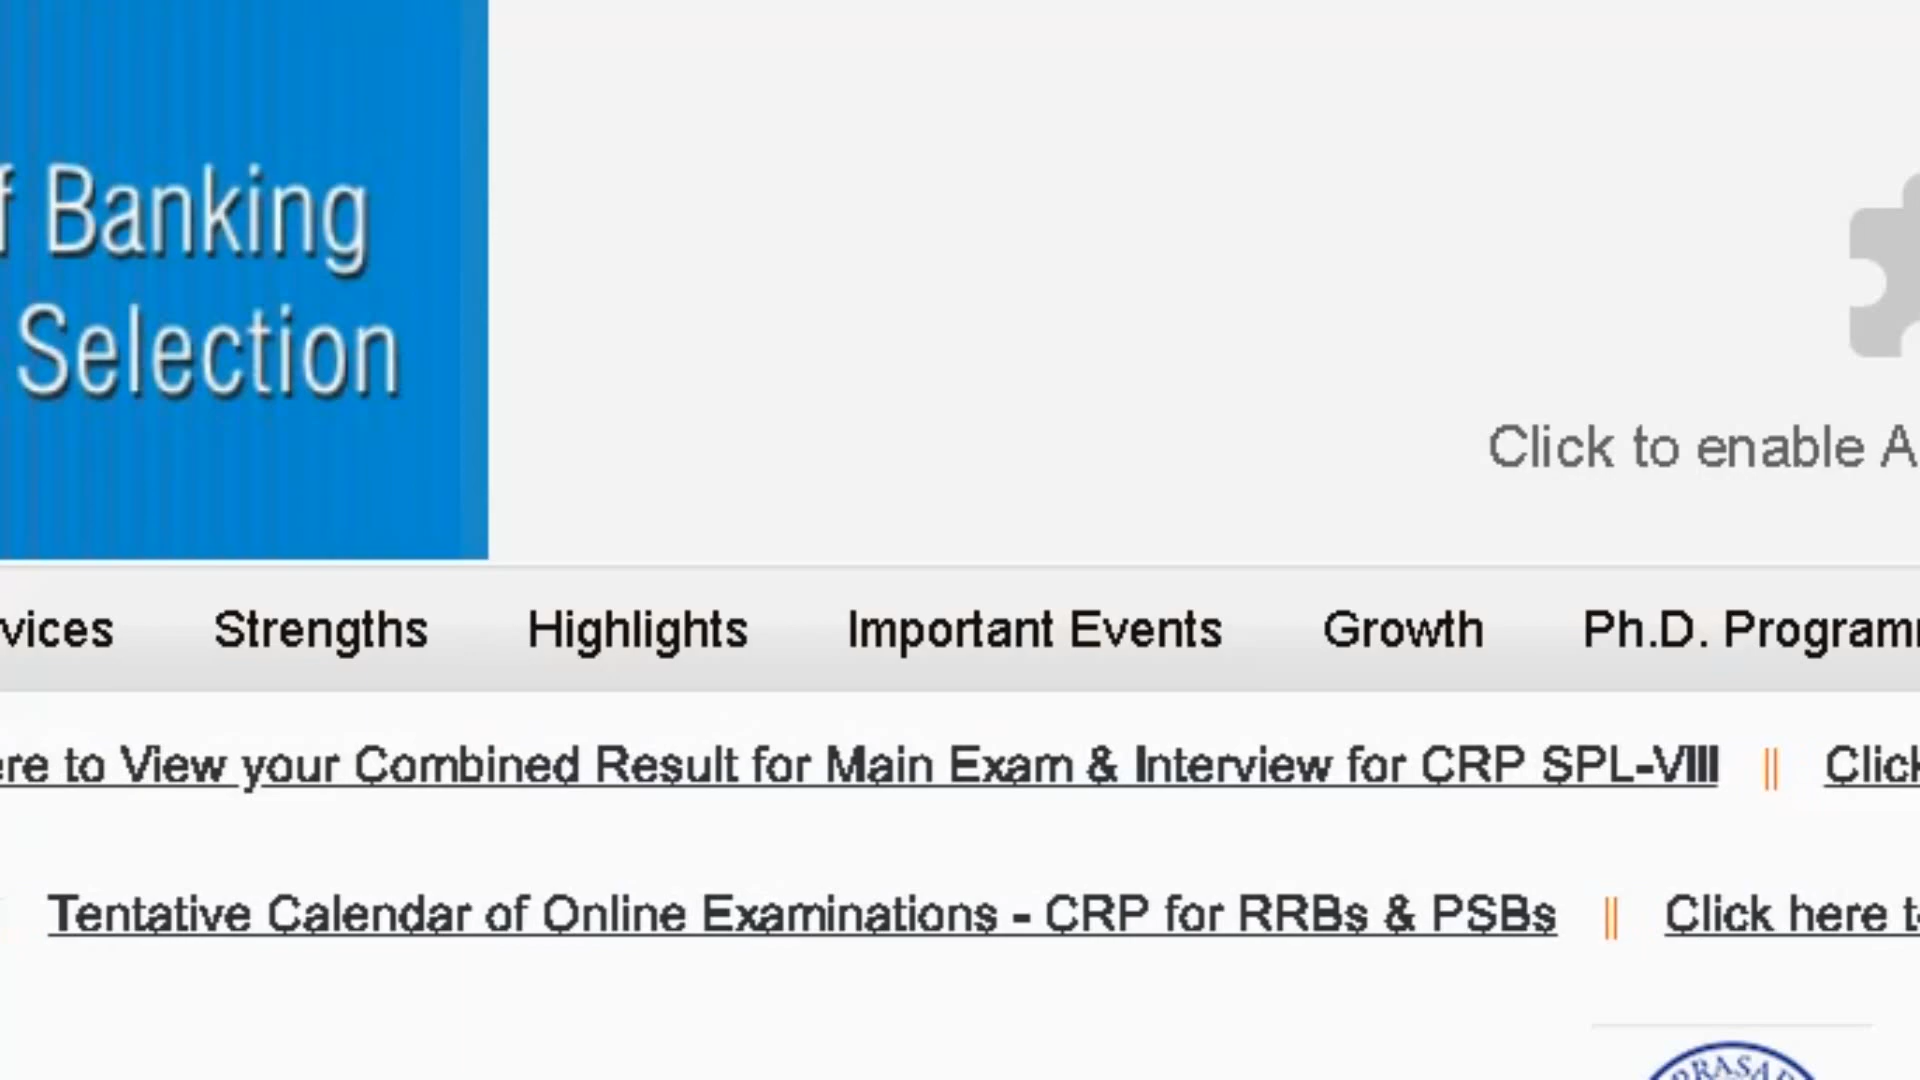 f Banking
Selection
Click to enable A
vices Strengths Highlights Important Events Growth Ph.D. Program
ere to View your Combined Result for Main Exam & Interview for CRP SPL-VIII || Click
Tentative Calendar of Online Examinations - CRP for RRBs & PSBs || Click here t
PRASA